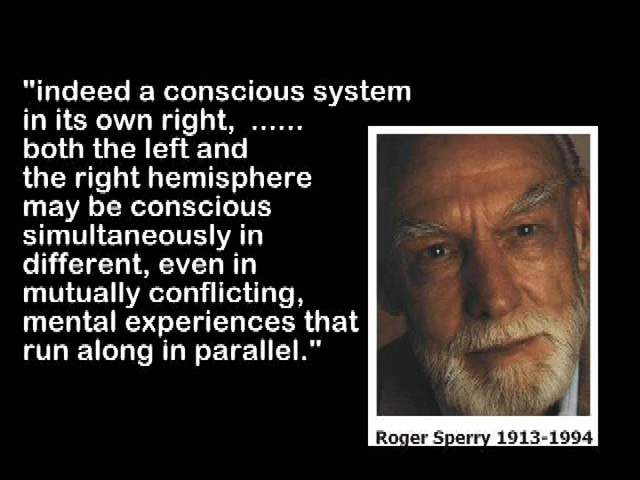 "indeed a conscious system
in its own right,  ......
both the left and
the right hemisphere
may be conscious
simultaneously in
different, even in
mutually conflicting,
mental experiences that
run along in parallel."
Roger Sperry 1913-1994